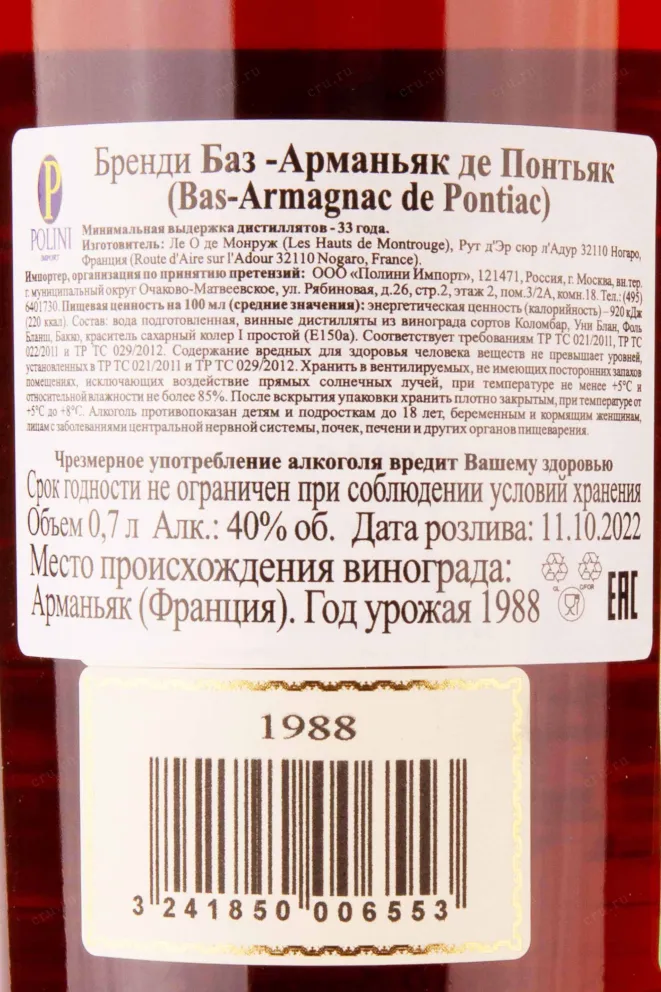 Бренди Баз -Арманьяк де Понтьяк
(Bas-Armagnac de Pontiac)
P
POLINI
IMPORT
Минимальная выдержка дистиллятов - 33 года.
Изготовитель: Ле О де Монруж (Les Hauts de Montrouge), Рут д'Эр сюр л'Адур 32110 Ногаро,
Франция (Route d'Aire sur l'Adour 32110 Nogaro, France).
Импортер, организация по принятию претензий: ООО «Полини Импорт», 121471, Россия, г. Москва, вн.тер.
г. муниципальный округ Очаково-Матвеевское, ул. Рябиновая, д.26, стр.2, этаж 2, пом.3/2А, комн.18. Тел.: (495)
6401730. Пищевая ценность на 100 мл (средние значения): энергетическая ценность (калорийность) – 920 кДж
(220 ккал). Состав: вода подготовленная, винные дистилляты из винограда сортов Коломбар, Уни Блан, Фоль
Бланш, Бакко, краситель сахарный колер I простой (Е150а). Соответствует требованиям ТР ТС 021/2011, ТР ТС
022/2011 и ТР ТС 029/2012. Содержание вредных для здоровья человека веществ не превышает уровней,
установленных в ТР ТС 021/2011 и ТР ТС 029/2012. Хранить в вентилируемых, не имеющих посторонних запахов
помещениях, исключающих воздействие прямых солнечных лучей, при температуре не менее +5°С и
относительной влажности не более 85%. После вскрытия упаковки хранить плотно закрытым, при температуре от
+5°С до +8°С. Алкоголь противопоказан детям и подросткам до 18 лет, беременным и кормящим женщинам,
лицам с заболеваниями центральной нервной системы, почек, печени и других органов пищеварения.
Чрезмерное употребление алкоголя вредит Вашему здоровью
Срок годности не ограничен при соблюдении условий хранения
Объем 0,7 л Алк.: 40% об. Дата розлива: 11.10.2022
Место происхождения винограда:
Арманьяк (Франция). Год урожая 1988
GL C/FOR
EAC
1988
3 241850 006553
cru.ru